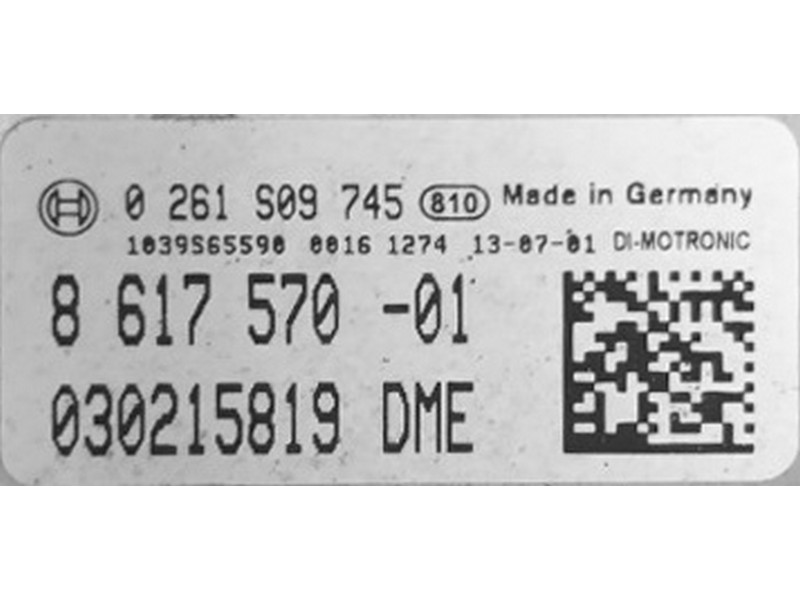 0 261 S09 745 810 Made in Germany
1039S65590 0016 1274 13-07-01 DI-MOTRONIC
8 617 570 -01
030215819 DME